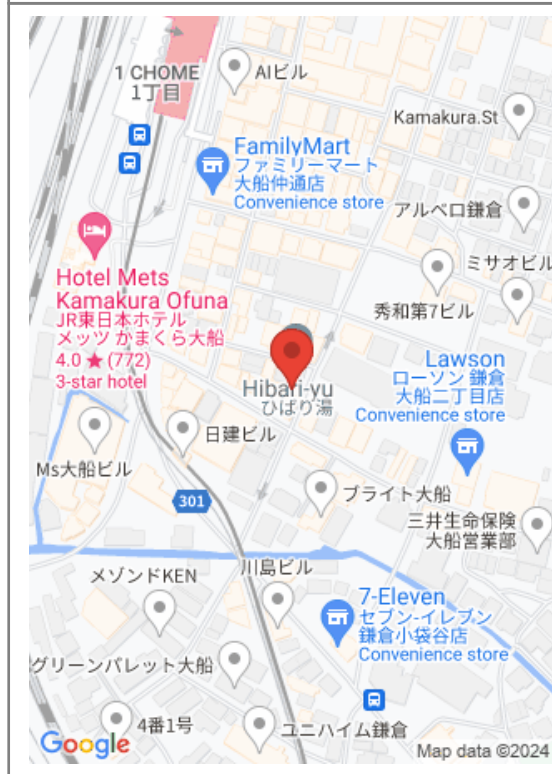 1 CHOME
1丁目
AIビル
Kamakura.St
FamilyMart
ファミリーマート
大船仲通店
Convenience store
アルベロ鎌倉
ミサオビル
Hotel Mets
Kamakura Ofuna
JR東日本ホテル
メッツ かまくら大船
4.0 ★ (772)
3-star hotel
秀和第7ビル
Lawson
ローソン 鎌倉
大船二丁目店
Convenience store
Hibari-yu
ひばり湯
日建ビル
Ms大船ビル
301
ブライト大船
三井生命保険
大船営業部
メゾンドKEN
川島ビル
7-Eleven
セブン-イレブン
鎌倉小袋谷店
Convenience store
グリーンパレット大船
4番1号
ユニハイム鎌倉
Google
Map data ©2024